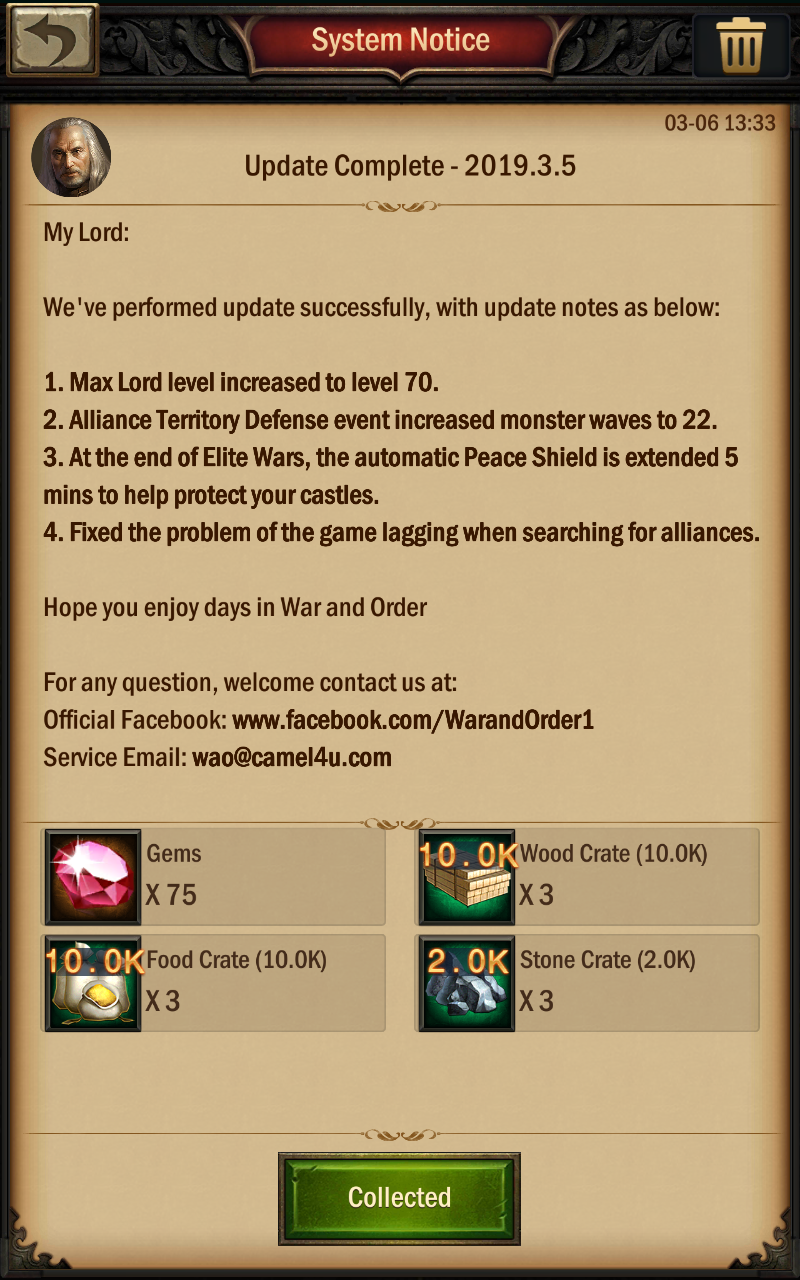 System Notice
03-06 13:33
Update Complete - 2019.3.5
My Lord:
We've performed update successfully, with update notes as below:
1. Max Lord level increased to level 70.
2. Alliance Territory Defense event increased monster waves to 22.
3. At the end of Elite Wars, the automatic Peace Shield is extended 5
mins to help protect your castles.
4. Fixed the problem of the game lagging when searching for alliances.
Hope you enjoy days in War and Order
For any question, welcome contact us at:
Official Facebook: www.facebook.com/WarandOrder1
Service Email: wao@camel4u.com
Gems
X 75
10.0K Wood Crate (10.0K)
X 3
10.0K Food Crate (10.0K)
X 3
2.0K Stone Crate (2.0K)
X 3
Collected